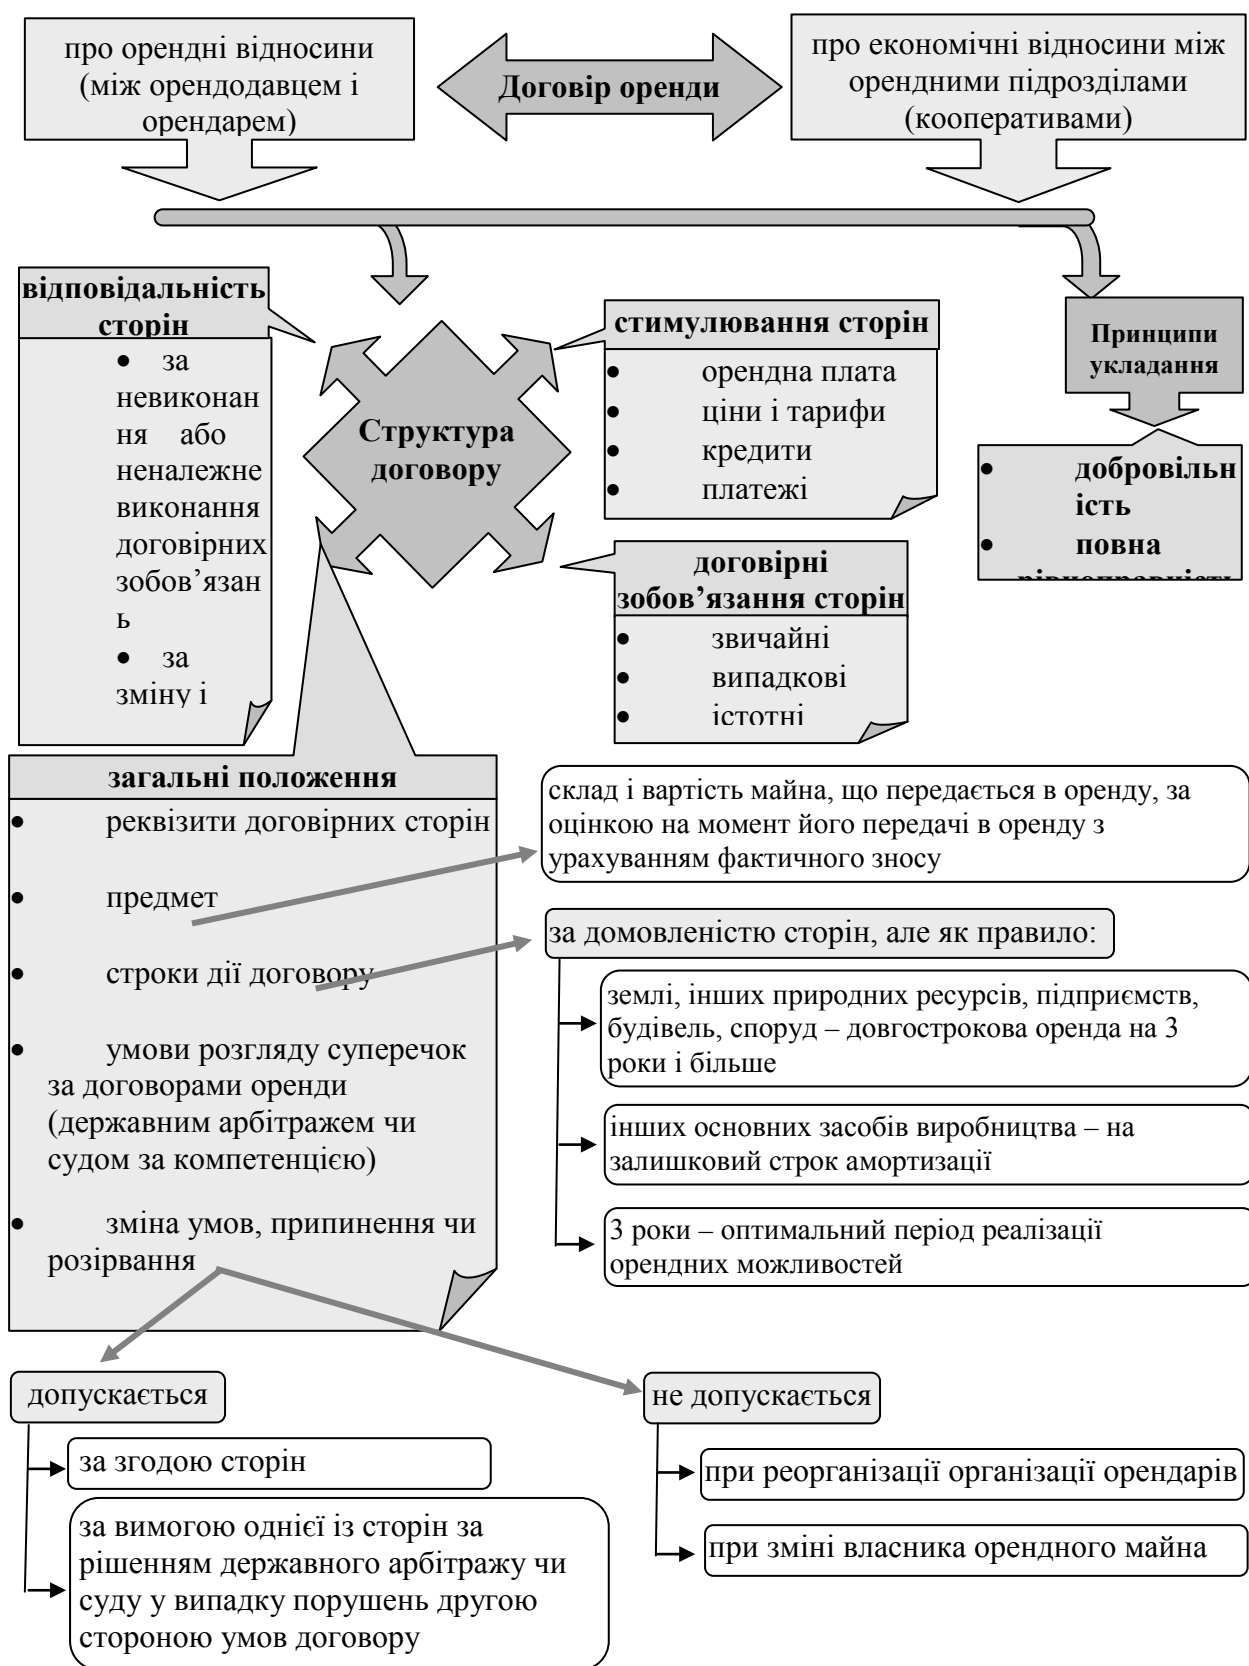 про орендні відносини
(між орендодавцем і
орендарем)
Договір оренди
про економічні відносини між
орендними підрозділами
(кооперативами)
відповідальність
сторін
• за
невиконан
ня або
неналежне
виконання
договірних
зобов’язан
ь
• за
зміну і
Структура
договору
стимулювання сторін
• орендна плата
• ціни і тарифи
• кредити
• платежі
Принципи
укладання
• добровільн
ість
• повна
рівноправність
договірні
зобов’язання сторін
• звичайні
• випадкові
• істотні
загальні положення
• реквізити договірних сторін
• предмет
• строки дії договору
• умови розгляду суперечок
за договорами оренди
(державним арбітражем чи
судом за компетенцією)
• зміна умов, припинення чи
розірвання
склад і вартість майна, що передається в оренду, за
оцінкою на момент його передачі в оренду з
урахуванням фактичного зносу
за домовленістю сторін, але як правило:
землі, інших природних ресурсів, підприємств,
будівель, споруд – довгострокова оренда на 3
роки і більше
інших основних засобів виробництва – на
залишковий строк амортизації
3 роки – оптимальний період реалізації
орендних можливостей
допускається
за згодою сторін
за вимогою однієї із сторін за
рішенням державного арбітражу чи
суду у випадку порушень другою
стороною умов договору
не допускається
при реорганізації організації орендарів
при зміні власника орендного майна